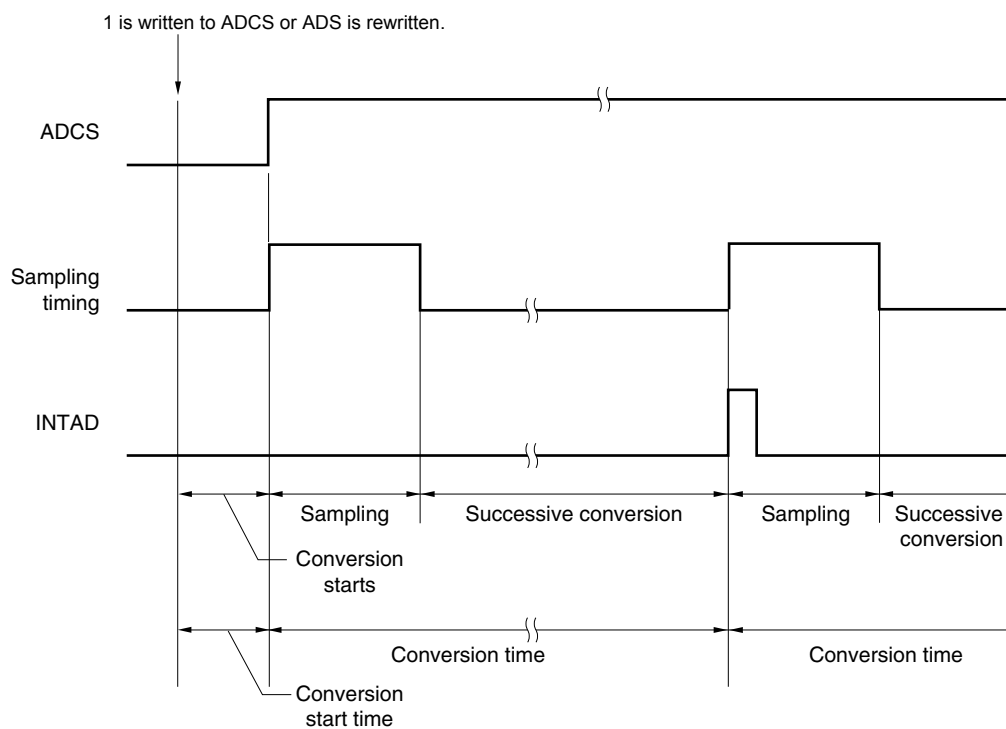 1 is written to ADCS or ADS is rewritten.
ADCS
Sampling
timing
INTAD
Sampling
Successive conversion
Sampling
Successive
conversion
Conversion
starts
Conversion time
Conversion time
Conversion
start time